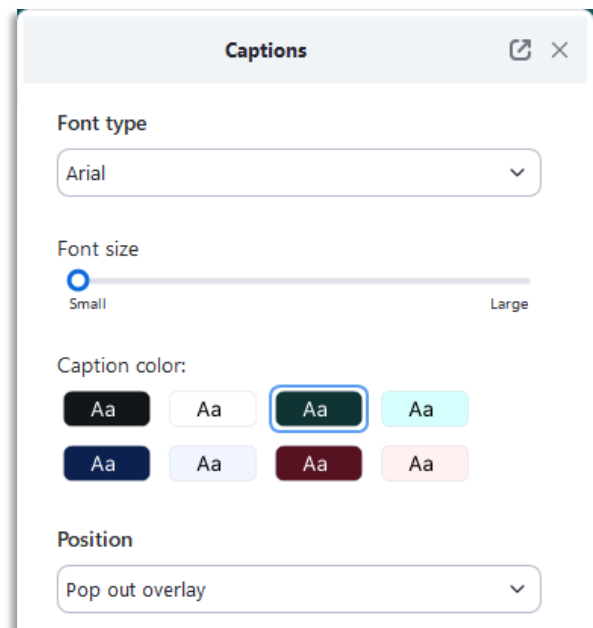 Captions
Font type
Arial
Font size
Small Large
Caption color:
Aa Aa Aa Aa
Aa Aa Aa Aa
Position
Pop out overlay